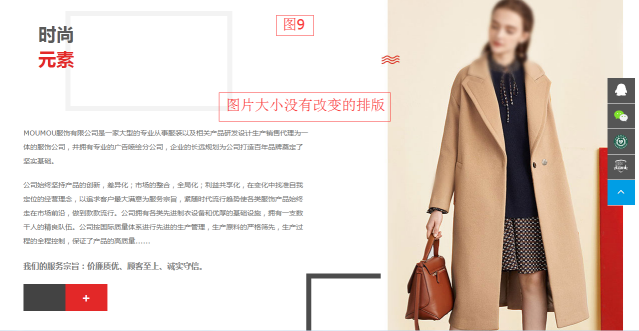 图9
时尚
元素
图片大小没有改变的排版
MOUMOU服饰有限公司是一家大型的专业从事服装以及相关产品研发设计生产销售代理为一
体的服饰公司，并拥有专业的广告喷绘分公司，企业的长远规划为公司打造百年品牌奠定了
坚实基础。
公司始终坚持产品的创新，差异化；市场的整合，全局化；利益共享化，在变化中找准自我
定位的经营理念，以追求客户最大满意为服务宗旨，紧随时代流行趋势使各类服饰产品始终
走在市场前沿，做到款款流行。公司拥有各类先进制衣设备和优厚的基础设施，拥有一支数
千人的精良队伍。公司按国际质量体系进行先进的生产管理，生产原料的严格筛先，生产过
程的全程控制，保证了产品的高质量……
我们的服务宗旨：价廉质优、顾客至上、诚实守信。
+